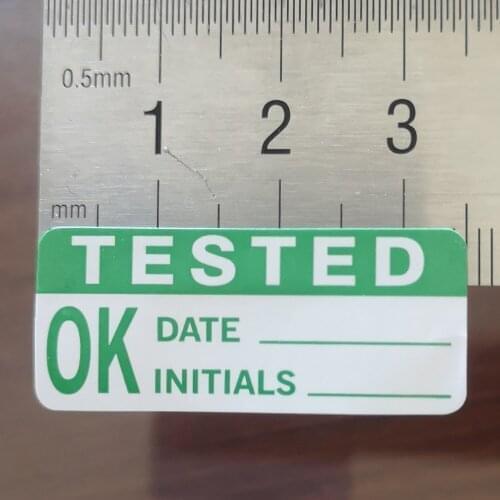 0.5mm
1 2 3
mm
TESTED
OK DATE
INITIALS